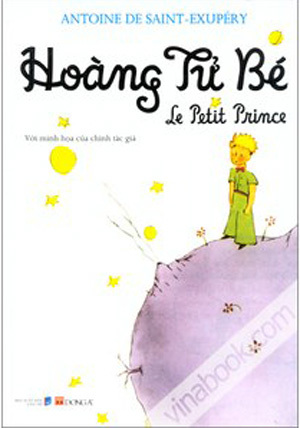 ANTOINE DE SAINT-EXUPÉRY
Hoàng Tử Bé
Le Petit Prince
Với minh họa của chính tác giả
ĐÔNG A
vinabook.com